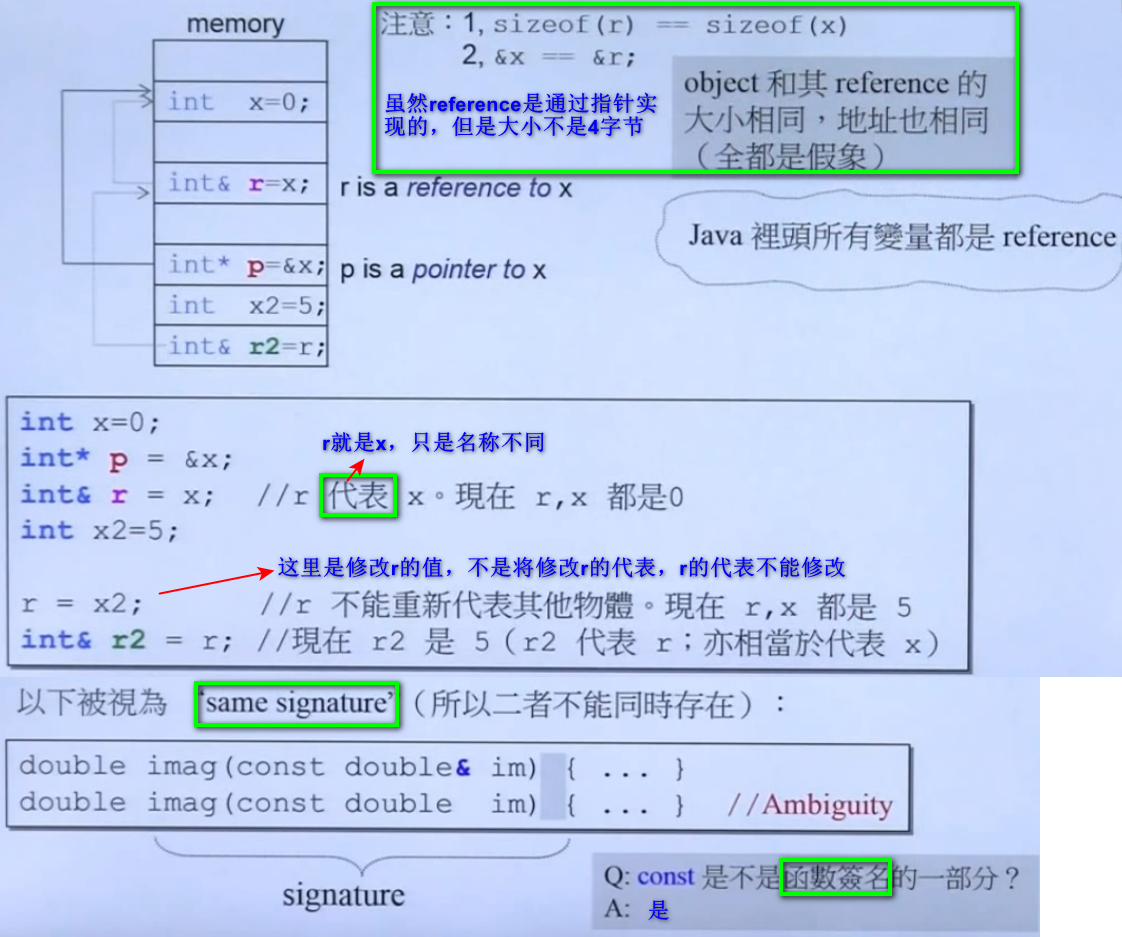 memory
int x=0;
int& r=x;
int* p=&x;
int x2=5;
int& r2=r;
r is a reference to x
p is a pointer to x
注意：1, sizeof(r) == sizeof(x)
2, &x == &r;
虽然reference是通过指针实
现的，但是大小不是4字节
object 和其 reference 的
大小相同，地址也相同
（全都是假象）
Java 裡頭所有變量都是 reference
int x=0;
int* p = &x;
r就是x，只是名称不同
int& r = x; //r 代表 x。現在 r,x 都是0
int x2=5;
这里是修改r的值，不是将修改r的代表，r的代表不能修改
r = x2; //r 不能重新代表其他物體。現在 r,x 都是 5
int& r2 = r; //現在 r2 是 5（r2 代表 r；亦相當於代表 x）
以下被視為 'same signature'（所以二者不能同時存在）：
double imag(const double& im) { ... }
double imag(const double im) { ... } //Ambiguity
signature
Q: const 是不是函數簽名的一部分？
A: 是